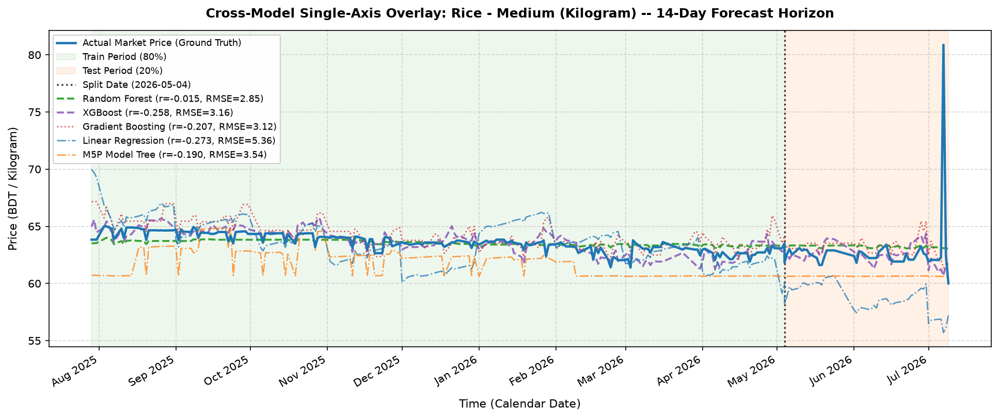 Cross-Model Single-Axis Overlay: Rice - Medium (Kilogram) -- 14-Day Forecast Horizon
Actual Market Price (Ground Truth)
Train Period (80%)
Test Period (20%)
Split Date (2026-05-04)
Random Forest (r=-0.015, RMSE=2.85)
XGBoost (r=-0.258, RMSE=3.16)
Gradient Boosting (r=-0.207, RMSE=3.12)
Linear Regression (r=-0.273, RMSE=5.36)
M5P Model Tree (r=-0.190, RMSE=3.54)
Price (BDT / Kilogram)
80
75
70
65
60
55
Aug 2025
Sep 2025
Oct 2025
Nov 2025
Dec 2025
Jan 2026
Feb 2026
Mar 2026
Apr 2026
May 2026
Jun 2026
Jul 2026
Time (Calendar Date)